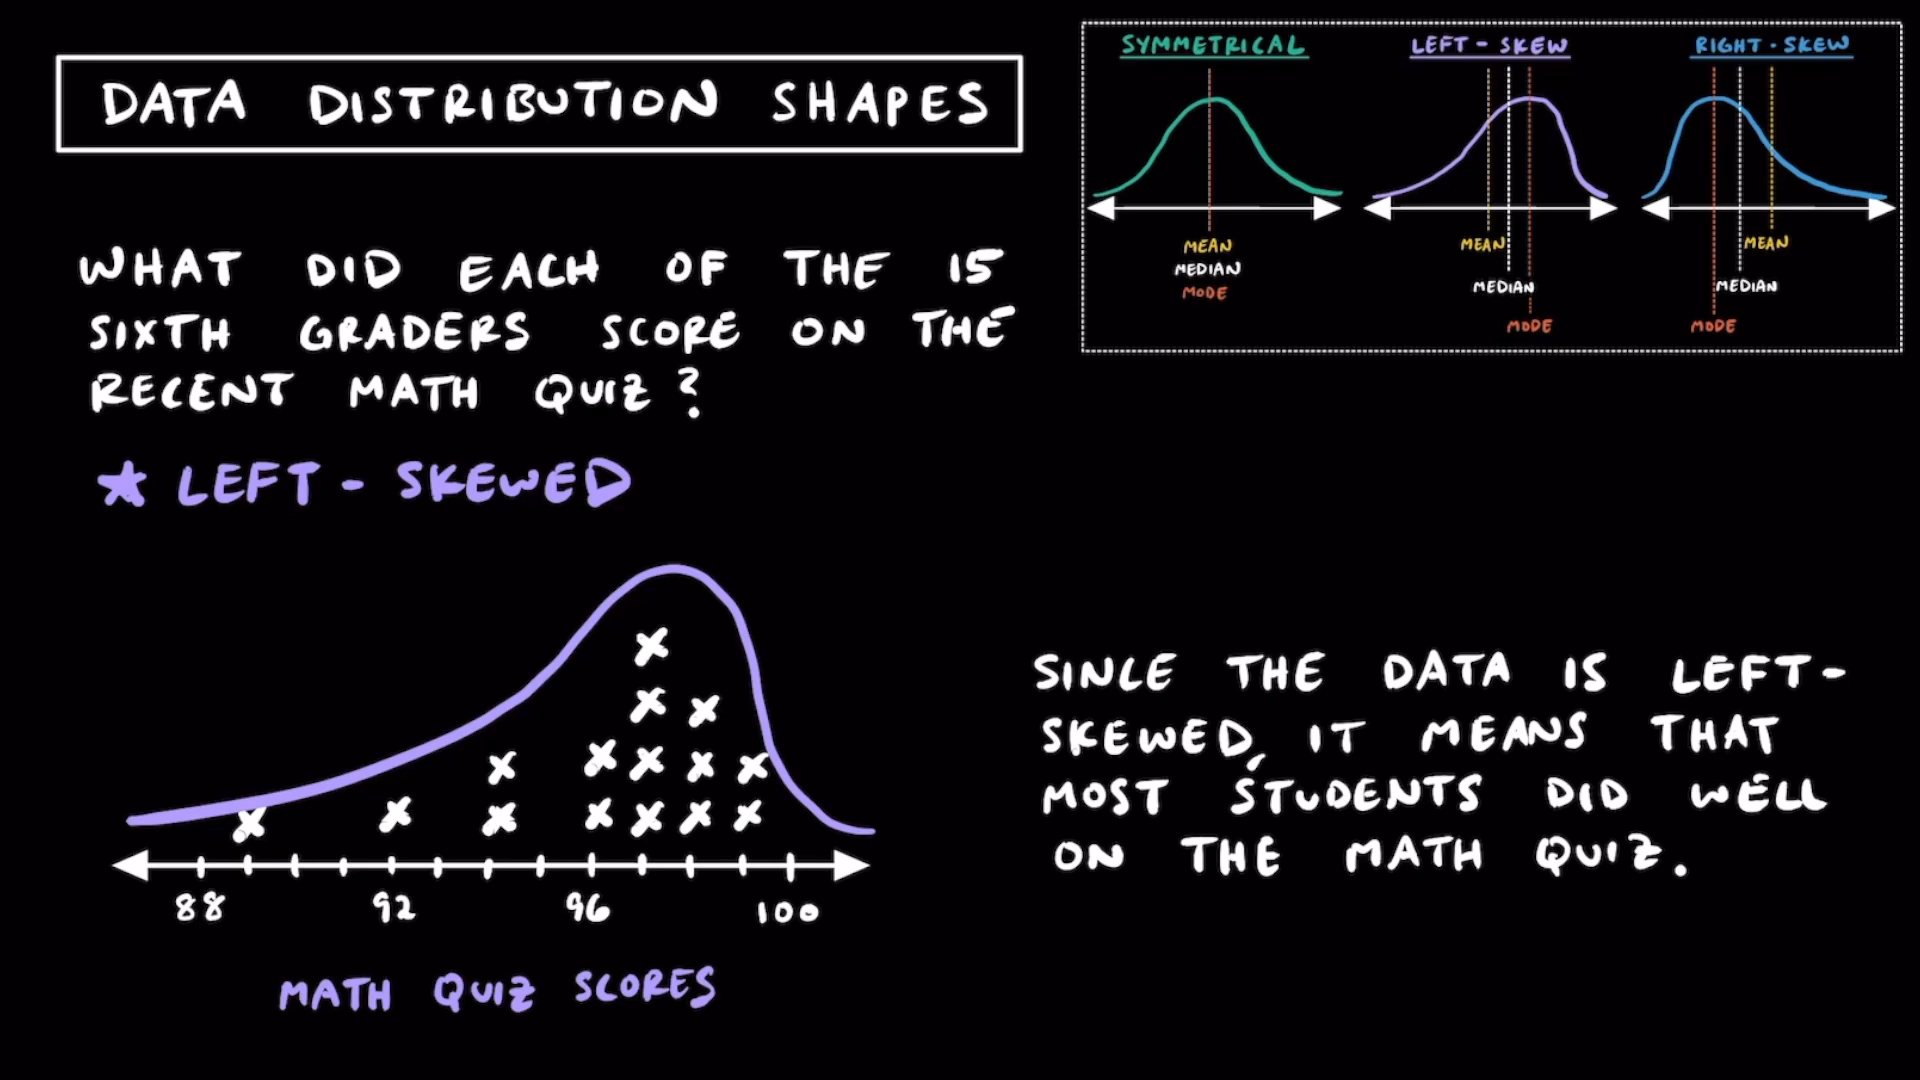 DATA DISTRIBUTION SHAPES
WHAT DID EACH OF THE 15
SIXTH GRADERS SCORE ON THE
RECENT MATH QUIZ?
★ LEFT - SKEWED
88 92 96 100
MATH QUIZ SCORES
SYMMETRICAL
MEAN
MEDIAN
MODE
LEFT - SKEW
MEAN
MEDIAN
MODE
RIGHT - SKEW
MEAN
MEDIAN
MODE
SINCE THE DATA IS LEFT-
SKEWED, IT MEANS THAT
MOST STUDENTS DID WELL
ON THE MATH QUIZ.